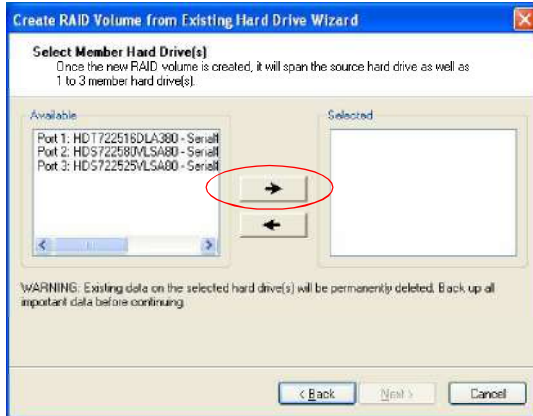 Create RAID Volume from Existing Hard Drive Wizard
Select Member Hard Drive(s)
Once the new RAID volume is created, it will span the source hard drive as well as
1 to 3 member hard drive(s).
Available
Selected
Port 1: HDT722516DLA380 - Serial#
Port 2: HDS722580VLSA80 - Serial#
Port 3: HDS722525VLSA80 - Serial#
WARNING: Existing data on the selected hard drive(s) will be permanently deleted. Back up all
important data before continuing.
< Back
Next >
Cancel